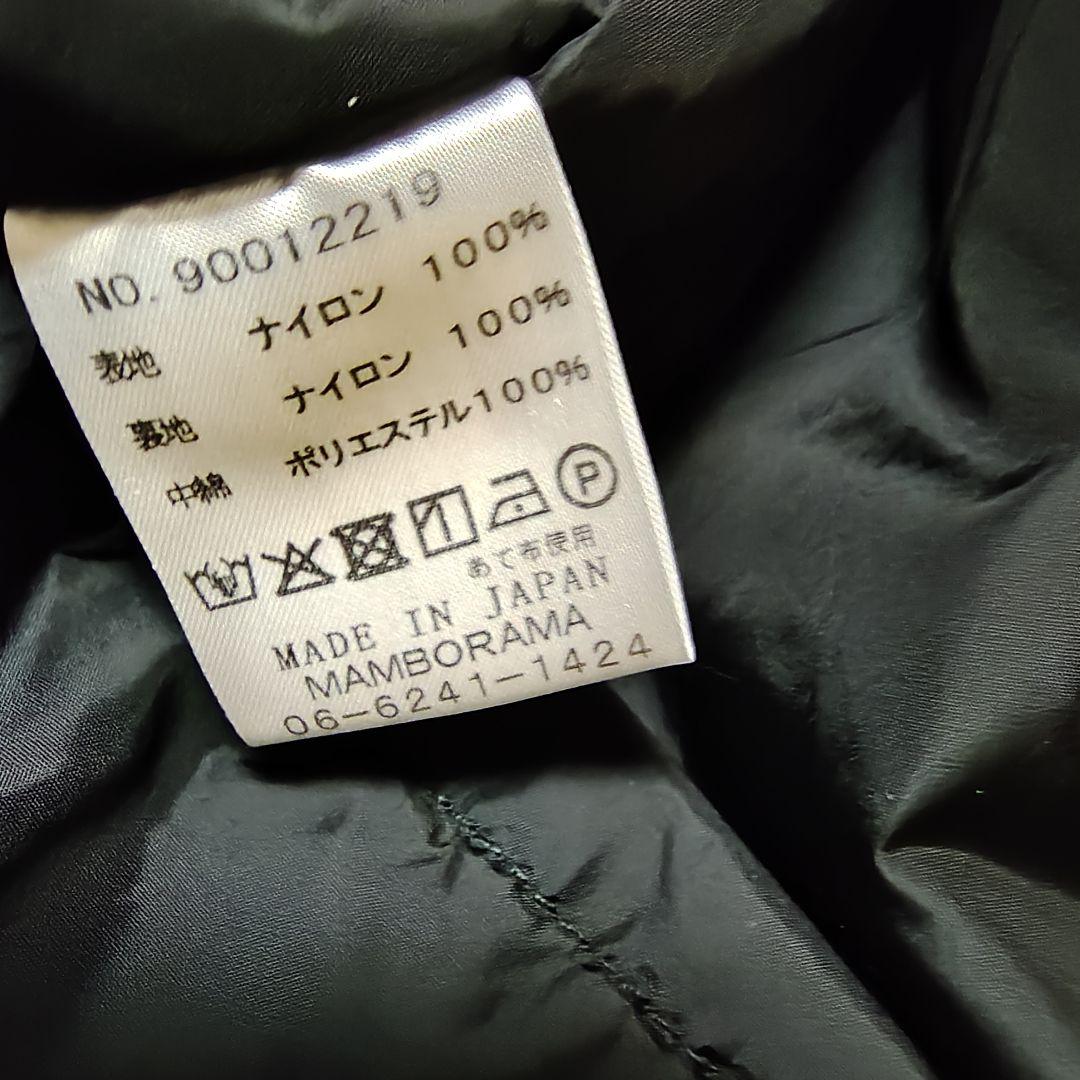 NO. 90012219
表地 ナイロン 100%
裏地 ナイロン 100%
中綿 ポリエステル100%
P
あて布使用
MADE IN JAPAN
MAMBORAMA
06-6241-1424